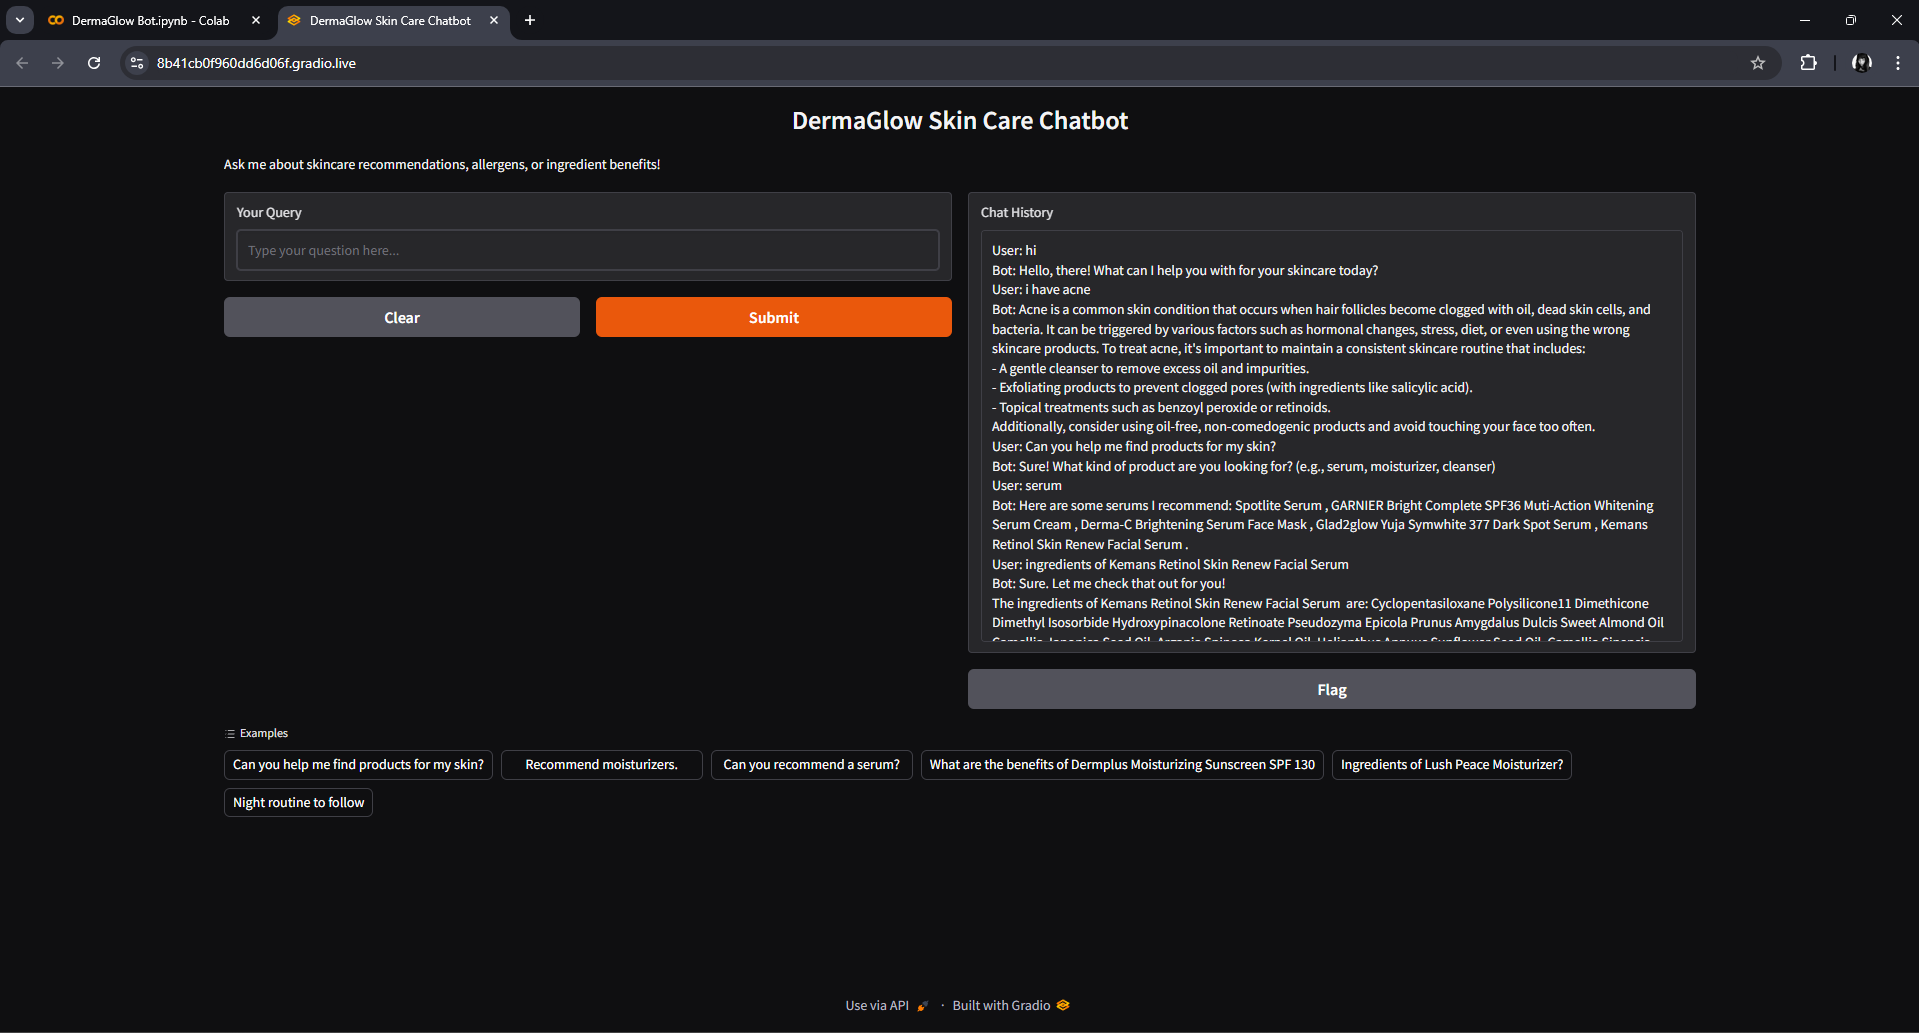 DermaGlow Bot.ipynb - Colab
DermaGlow Skin Care Chatbot
8b41cb0f960dd6d06f.gradio.live
DermaGlow Skin Care Chatbot
Ask me about skincare recommendations, allergens, or ingredient benefits!
Your Query
Type your question here...
Clear
Submit
Chat History
User: hi
Bot: Hello, there! What can I help you with for your skincare today?
User: i have acne
Bot: Acne is a common skin condition that occurs when hair follicles become clogged with oil, dead skin cells, and
bacteria. It can be triggered by various factors such as hormonal changes, stress, diet, or even using the wrong
skincare products. To treat acne, it's important to maintain a consistent skincare routine that includes:
- A gentle cleanser to remove excess oil and impurities.
- Exfoliating products to prevent clogged pores (with ingredients like salicylic acid).
- Topical treatments such as benzoyl peroxide or retinoids.
Additionally, consider using oil-free, non-comedogenic products and avoid touching your face too often.
User: Can you help me find products for my skin?
Bot: Sure! What kind of product are you looking for? (e.g., serum, moisturizer, cleanser)
User: serum
Bot: Here are some serums I recommend: Spotlite Serum , GARNIER Bright Complete SPF36 Muti-Action Whitening
Serum Cream , Derma-C Brightening Serum Face Mask , Glad2glow Yuja Symwhite 377 Dark Spot Serum , Kemans
Retinol Skin Renew Facial Serum .
User: ingredients of Kemans Retinol Skin Renew Facial Serum
Bot: Sure. Let me check that out for you!
The ingredients of Kemans Retinol Skin Renew Facial Serum  are: Cyclopentasiloxane Polysilicone11 Dimethicone
Dimethyl Isosorbide Hydroxypinacolone Retinoate Pseudozyma Epicola Prunus Amygdalus Dulcis Sweet Almond Oil
Flag
Examples
Can you help me find products for my skin?
Recommend moisturizers.
Can you recommend a serum?
What are the benefits of Dermplus Moisturizing Sunscreen SPF 130
Ingredients of Lush Peace Moisturizer?
Night routine to follow
Use via API · Built with Gradio